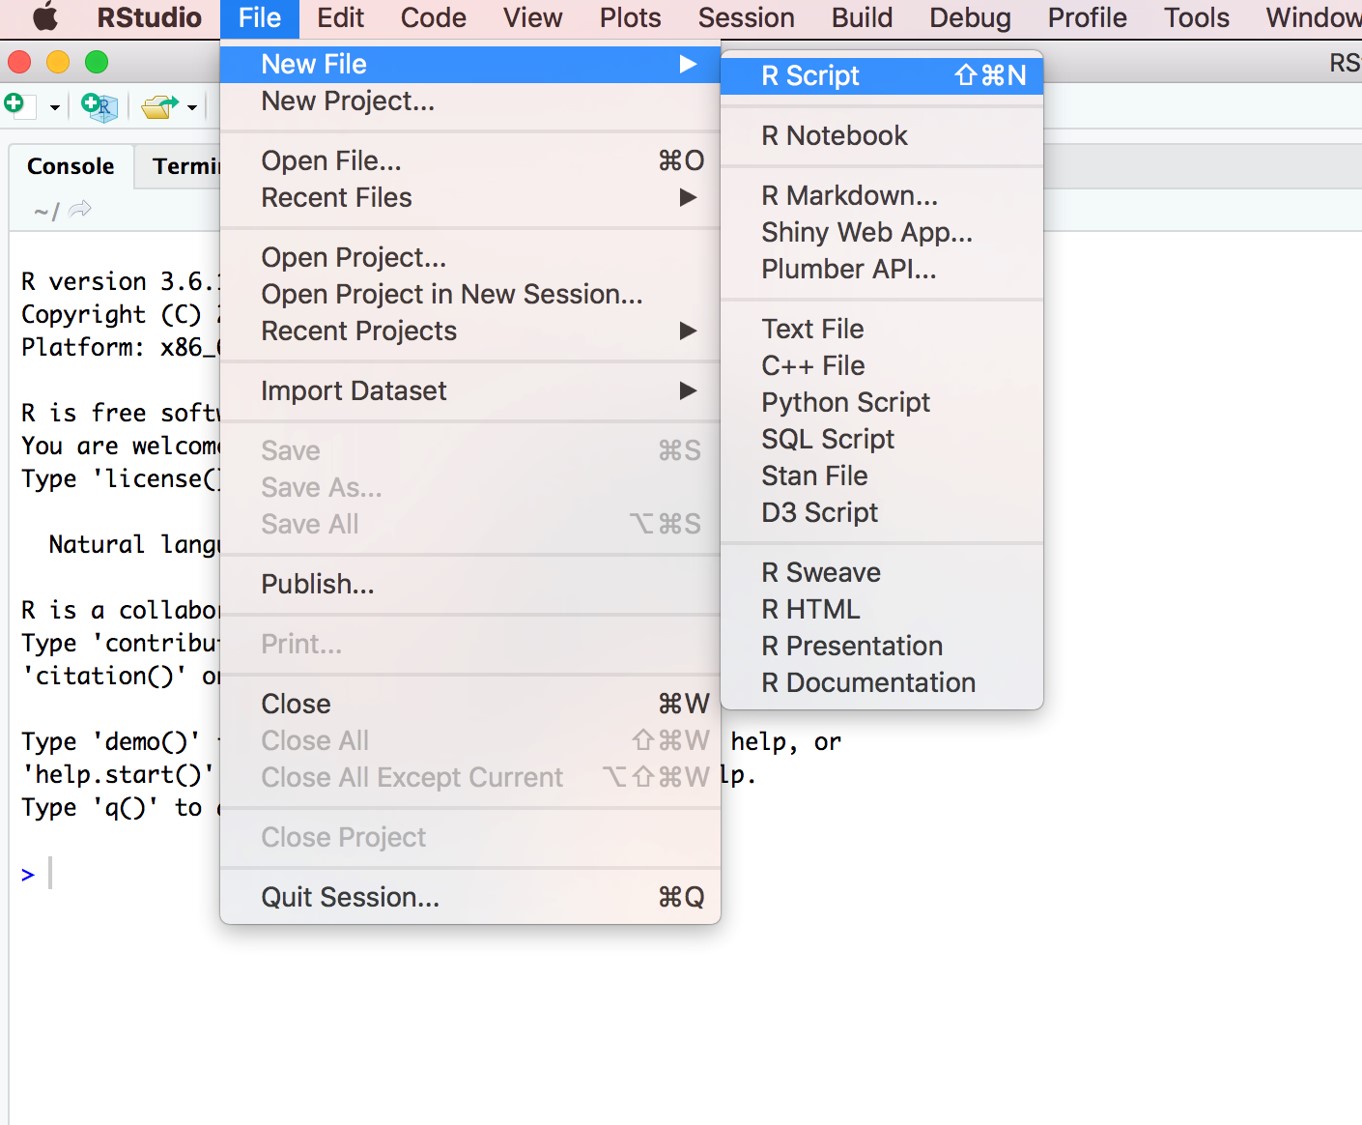 RStudio File Edit Code View Plots Session Build Debug Profile Tools Window
RS
New File ▶
New Project...
Open File... ⌘O
Recent Files ▶
Open Project...
Open Project in New Session...
Recent Projects ▶
Import Dataset ▶
Save ⌘S
Save As...
Save All ⌥⌘S
Publish...
Print...
Close ⌘W
Close All ⇧⌘W
Close All Except Current ⌥⇧⌘W
Close Project
Quit Session... ⌘Q
R Script ⇧⌘N
R Notebook
R Markdown...
Shiny Web App...
Plumber API...
Text File
C++ File
Python Script
SQL Script
Stan File
D3 Script
R Sweave
R HTML
R Presentation
R Documentation
Console Termi
~/
R version 3.6.
Copyright (C)
Platform: x86_
R is free soft
You are welcome
Type 'license()
Natural lang
R is a collabo
Type 'contribu
'citation()' o
Type 'demo()' help, or
'help.start()' lp.
Type 'q()' to
>